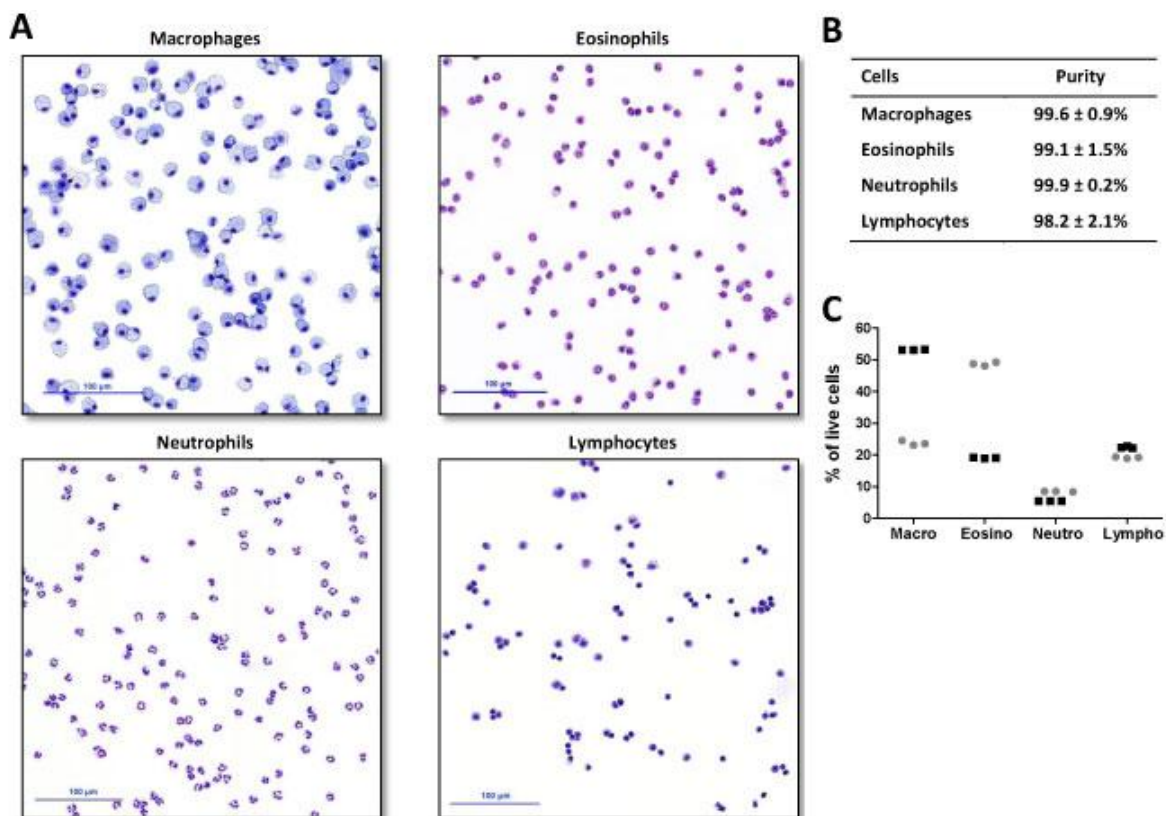 A
Macrophages
Eosinophils
100 µm
100 µm
Neutrophils
Lymphocytes
100 µm
100 µm
B
Cells Purity
Macrophages 99.6 ± 0.9%
Eosinophils 99.1 ± 1.5%
Neutrophils 99.9 ± 0.2%
Lymphocytes 98.2 ± 2.1%
C
% of live cells
60
50
40
30
20
10
0
Macro Eosino Neutro Lympho